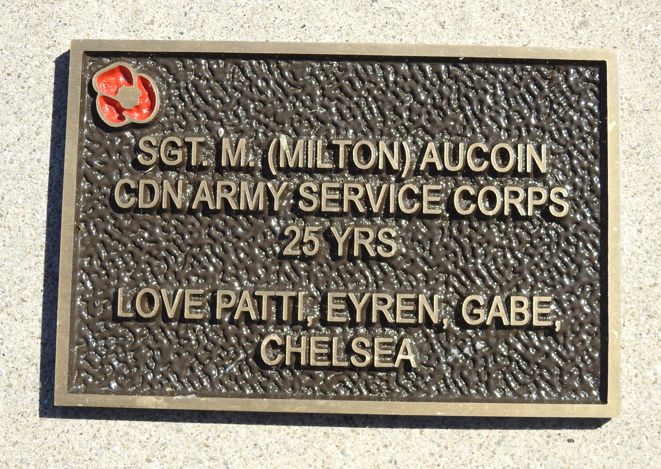 SGT. M. (MILTON) AUCOIN
CDN ARMY SERVICE CORPS
25 YRS
LOVE PATTI, EYREN, GABE,
CHELSEA